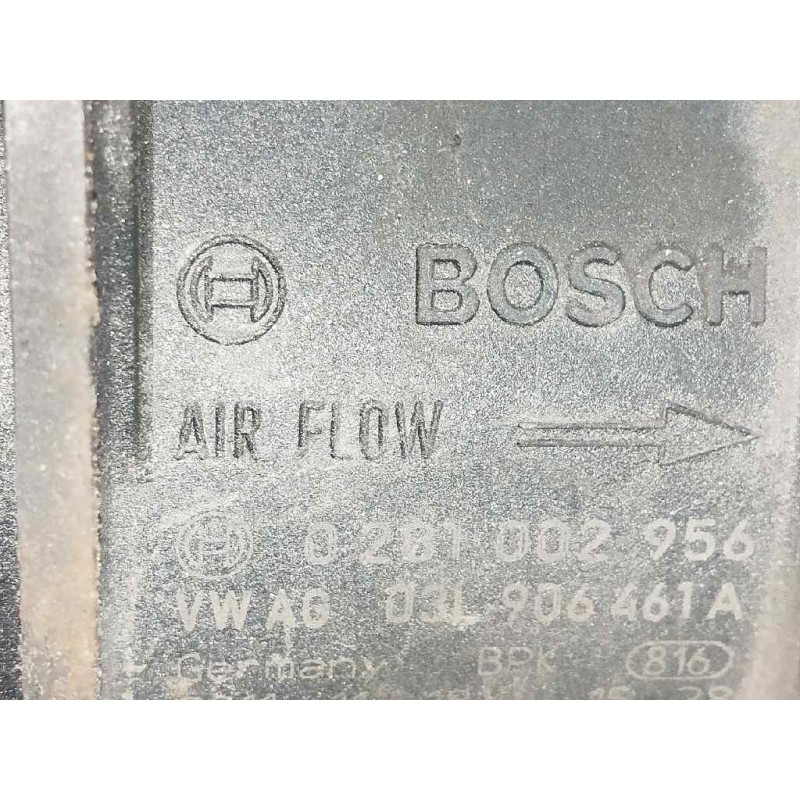 BOSCH
AIR FLOW
0 281 002 956
VW AG 03L 906 461 A
Germany BPK 816